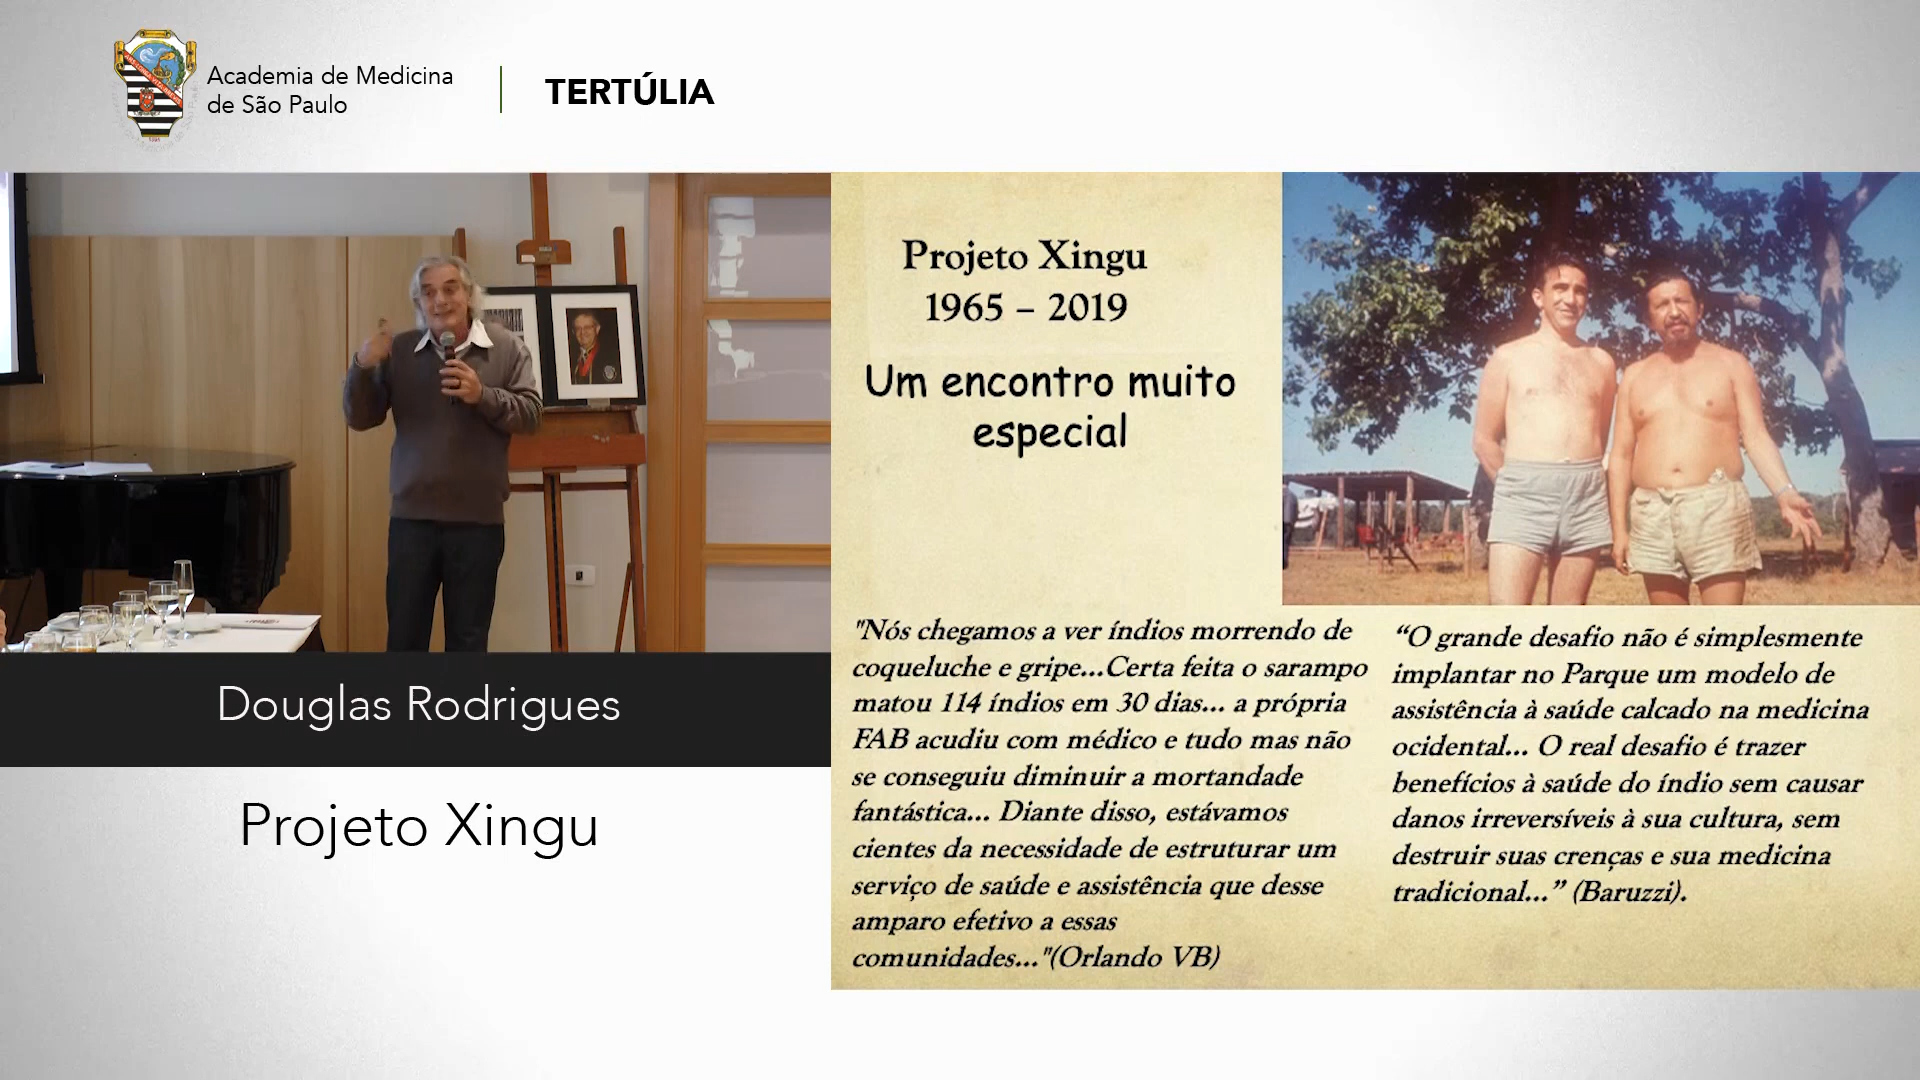 Academia de Medicina
de São Paulo
TERTÚLIA
Projeto Xingu
1965 – 2019
Um encontro muito
especial
"Nós chegamos a ver índios morrendo de
coqueluche e gripe...Certa feita o sarampo
matou 114 índios em 30 dias... a própria
FAB acudiu com médico e tudo mas não
se conseguiu diminuir a mortandade
fantástica... Diante disso, estávamos
cientes da necessidade de estruturar um
serviço de saúde e assistência que desse
amparo efetivo a essas
comunidades..."(Orlando VB)
“O grande desafio não é simplesmente
implantar no Parque um modelo de
assistência à saúde calcado na medicina
ocidental... O real desafio é trazer
benefícios à saúde do índio sem causar
danos irreversíveis à sua cultura, sem
destruir suas crenças e sua medicina
tradicional...” (Baruzzi).
Douglas Rodrigues
Projeto Xingu